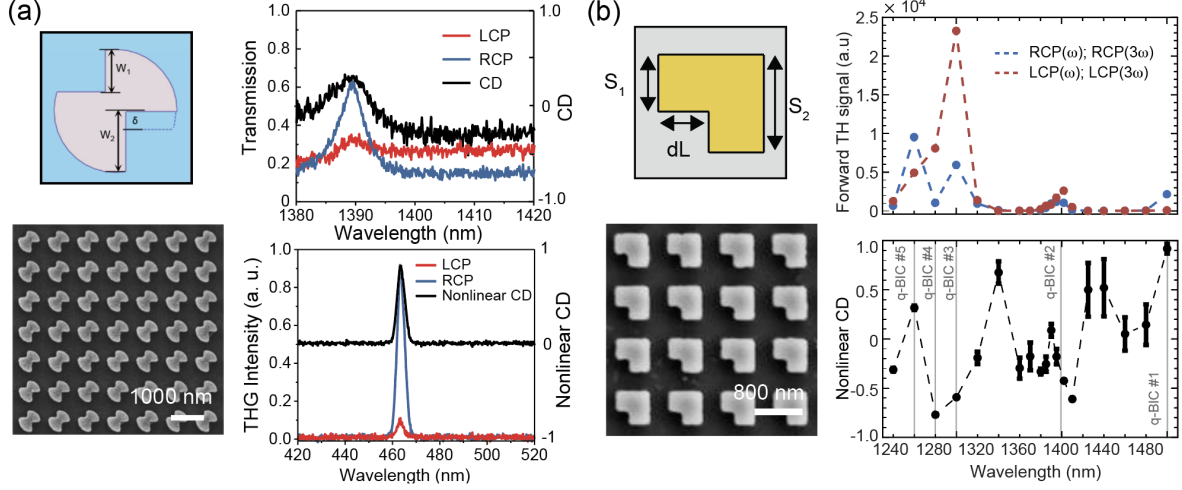 (a)
W1
W2
δ
1.0
0.8
0.6
0.4
0.2
0
Transmission
LCP
RCP
CD
1.0
0
-1.0
CD
1380
1390
1400
1410
1420
Wavelength (nm)
1000 nm
1.0
0.8
0.6
0.4
0.2
0.0
THG Intensity (a. u.)
LCP
RCP
Nonlinear CD
1
0
-1
Nonlinear CD
420
440
460
480
500
520
Wavelength (nm)
(b)
S1
S2
dL
800 nm
2.5 × 10^4
2.0
1.5
1.0
0.5
0
Forward TH signal (a.u)
RCP(ω); RCP(3ω)
LCP(ω); LCP(3ω)
1.0
0.5
0
-0.5
-1.0
Nonlinear CD
q-BIC #5
q-BIC #4
q-BIC #3
q-BIC #2
q-BIC #1
1240
1280
1320
1360
1400
1440
1480
Wavelength (nm)